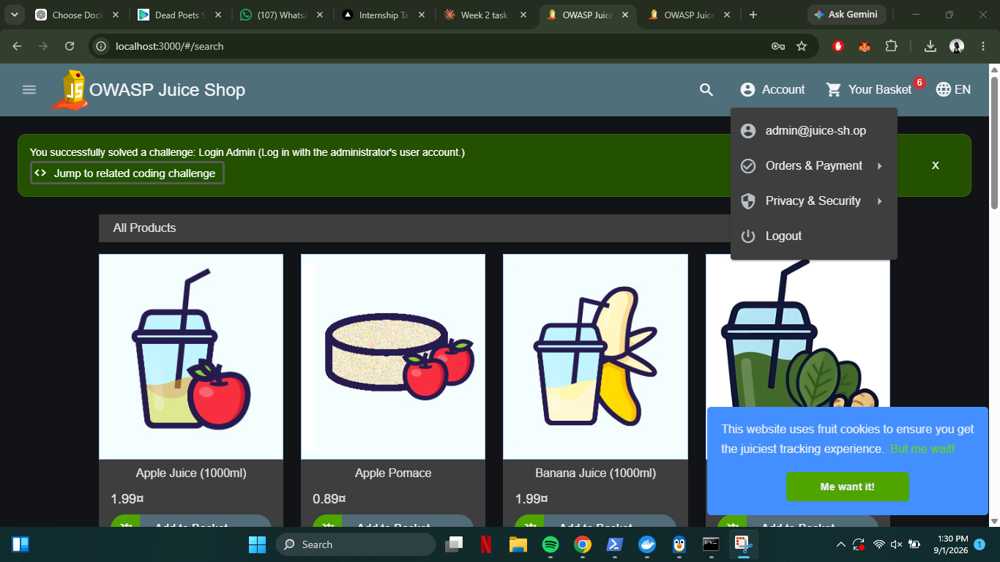 Choose Dock
Dead Poets S
(107) WhatsA
Internship Ta
Week 2 task
OWASP Juice
OWASP Juice
Ask Gemini
localhost:3000/#/search
JS
OWASP Juice Shop
Account
Your Basket
6
EN
admin@juice-sh.op
Orders & Payment
Privacy & Security
Logout
You successfully solved a challenge: Login Admin (Log in with the administrator's user account.)
<> Jump to related coding challenge
X
All Products
Apple Juice (1000ml)
1.99¤
Add to Basket
Apple Pomace
0.89¤
Add to Basket
Banana Juice (1000ml)
1.99¤
Add to Basket
Add to Basket
This website uses fruit cookies to ensure you get
the juiciest tracking experience. But me wait!
Me want it!
Search
1:30 PM
9/1/2026
1